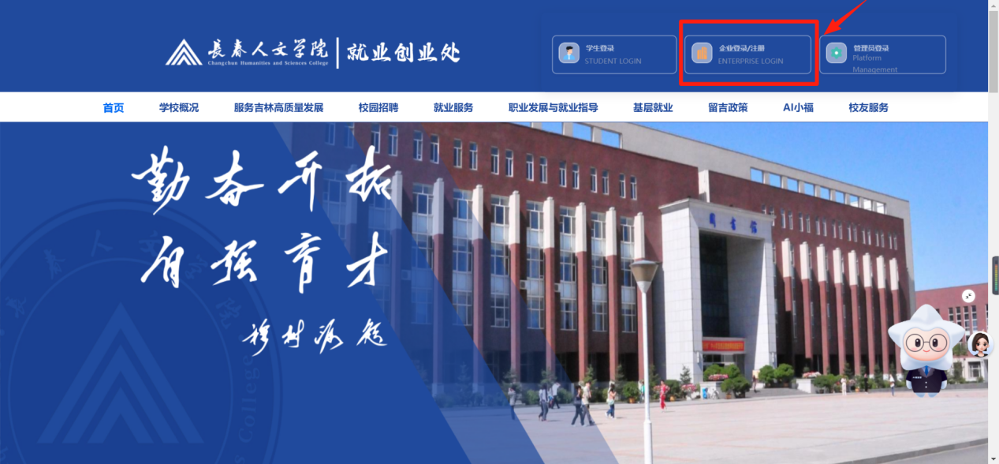 長春人文学院
Changchun Humanities and Sciences College
就业创业处
学生登录
STUDENT LOGIN
企业登录/注册
ENTERPRISE LOGIN
管理员登录
Platform
Management
首页 学校概况 服务吉林高质量发展 校园招聘 就业服务 职业发展与就业指导 基层就业 留吉政策 AI小福 校友服务
勤奋开拓
自强育才
图书馆